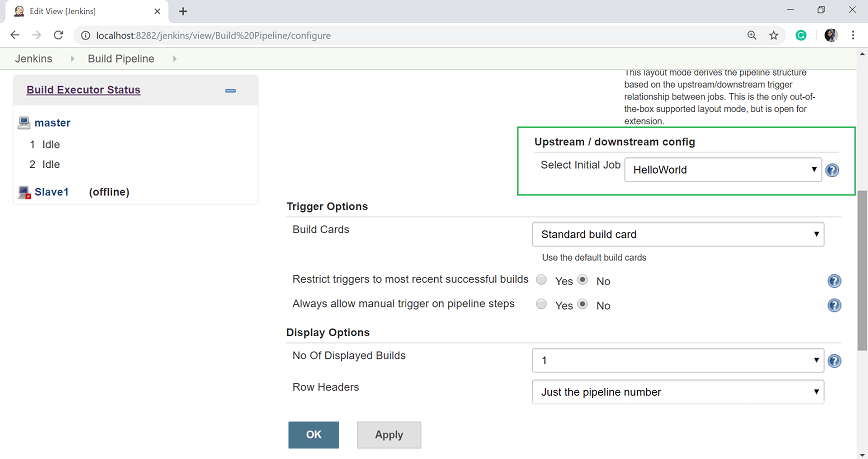 Edit View [Jenkins]
localhost:8282/jenkins/view/Build%20Pipeline/configure
Jenkins Build Pipeline
Build Executor Status
master
1 Idle
2 Idle
Slave1 (offline)
This layout mode derives the pipeline structure
based on the upstream/downstream trigger
relationship between jobs. This is the only out-of-
the-box supported layout mode, but is open for
extension.
Upstream / downstream config
Select Initial Job HelloWorld
Trigger Options
Build Cards Standard build card
Use the default build cards
Restrict triggers to most recent successful builds Yes No
Always allow manual trigger on pipeline steps Yes No
Display Options
No Of Displayed Builds 1
Row Headers Just the pipeline number
OK Apply